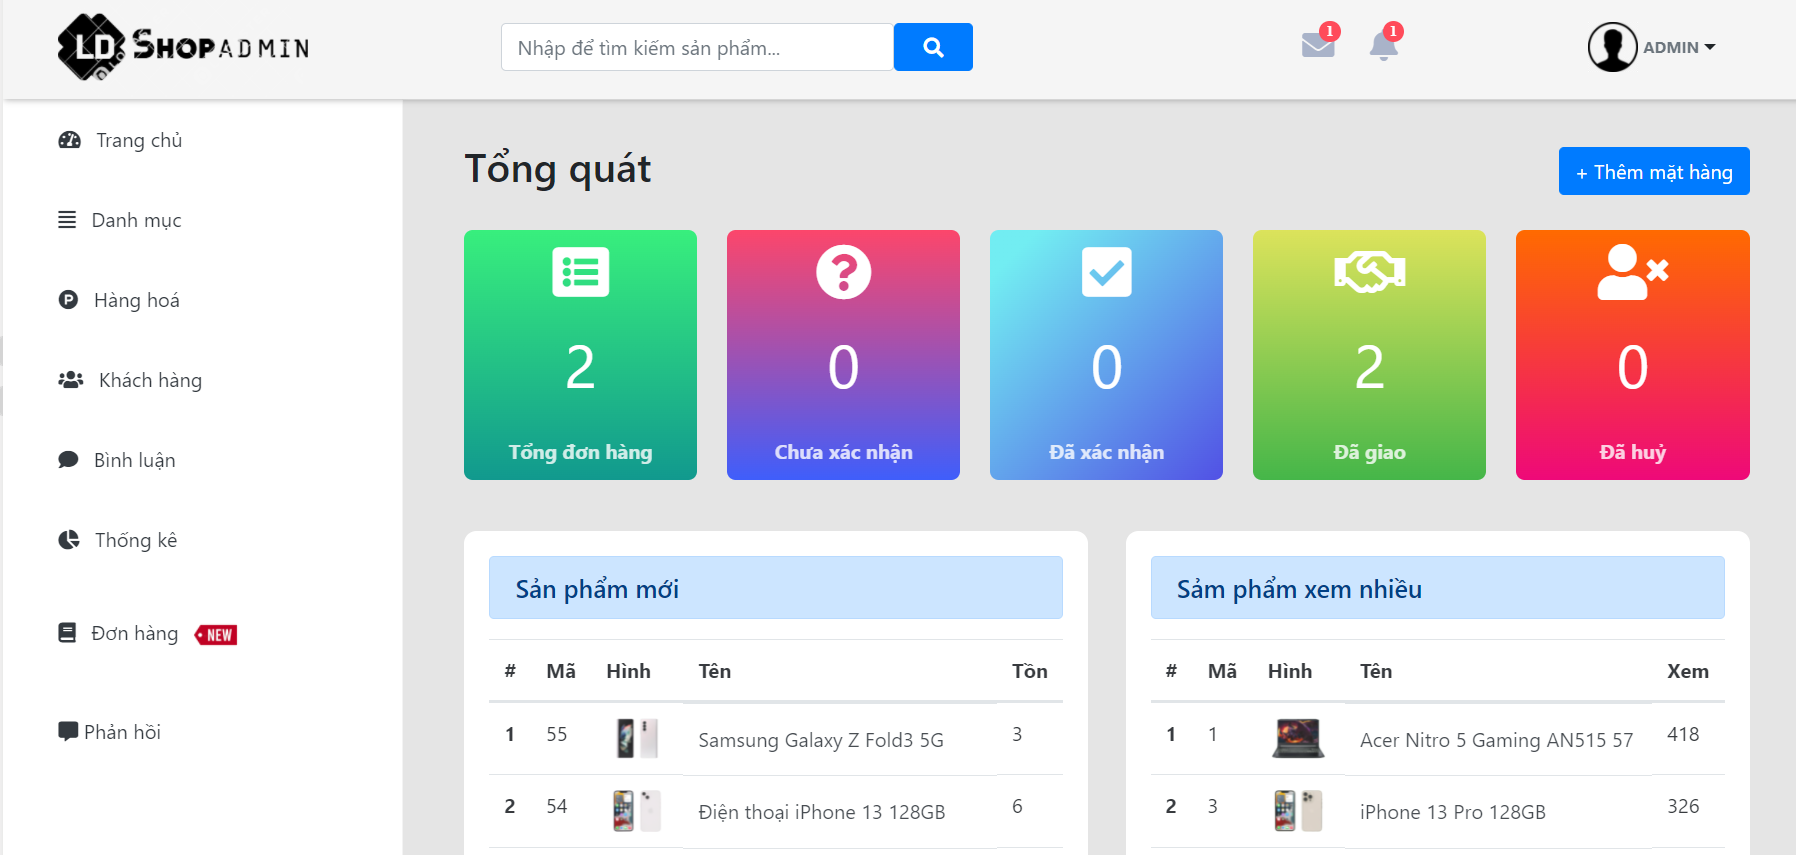 LD SHOP ADMIN
Nhập để tìm kiếm sản phẩm...
1
1
ADMIN
Trang chủ
Danh mục
Hàng hoá
Khách hàng
Bình luận
Thống kê
Đơn hàng NEW
Phản hồi
Tổng quát
+ Thêm mặt hàng
2
Tổng đơn hàng
0
Chưa xác nhận
0
Đã xác nhận
2
Đã giao
0
Đã huỷ
Sản phẩm mới
# Mã Hình Tên Tồn
1 55 Samsung Galaxy Z Fold3 5G 3
2 54 Điện thoại iPhone 13 128GB 6
Sảm phẩm xem nhiều
# Mã Hình Tên Xem
1 1 Acer Nitro 5 Gaming AN515 57 418
2 3 iPhone 13 Pro 128GB 326